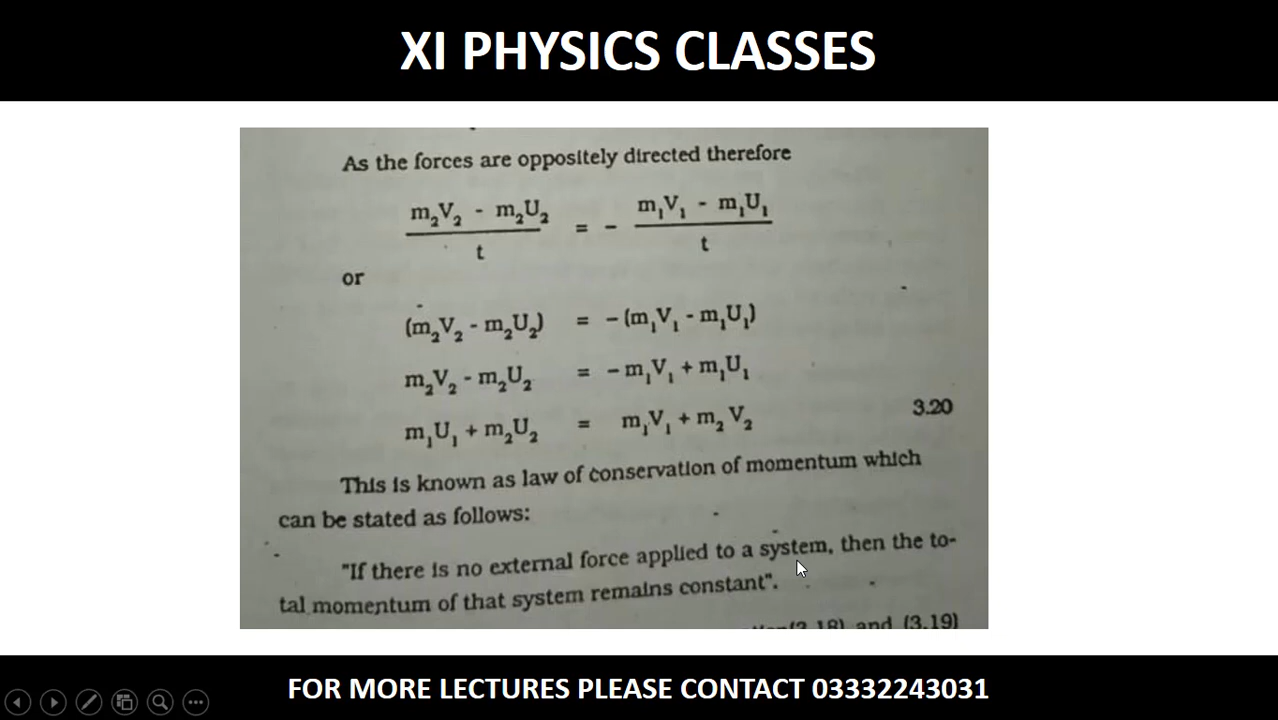 XI PHYSICS CLASSES
As the forces are oppositely directed therefore
m₂V₂ - m₂U₂ / t = - m₁V₁ - m₁U₁ / t
or
(m₂V₂ - m₂U₂) = - (m₁V₁ - m₁U₁)
m₂V₂ - m₂U₂ = - m₁V₁ + m₁U₁
m₁U₁ + m₂U₂ = m₁V₁ + m₂V₂ 3.20
This is known as law of conservation of momentum which
can be stated as follows:
"If there is no external force applied to a system, then the to-
tal momentum of that system remains constant".
(3.18) and (3.19)
FOR MORE LECTURES PLEASE CONTACT 03332243031